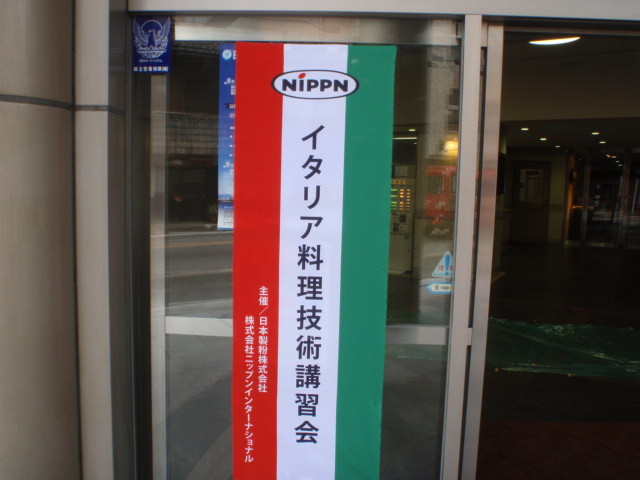 NIPPN
イタリア料理技術講習会
主催／日本製粉株式会社
株式会社ニップンインターナショナル